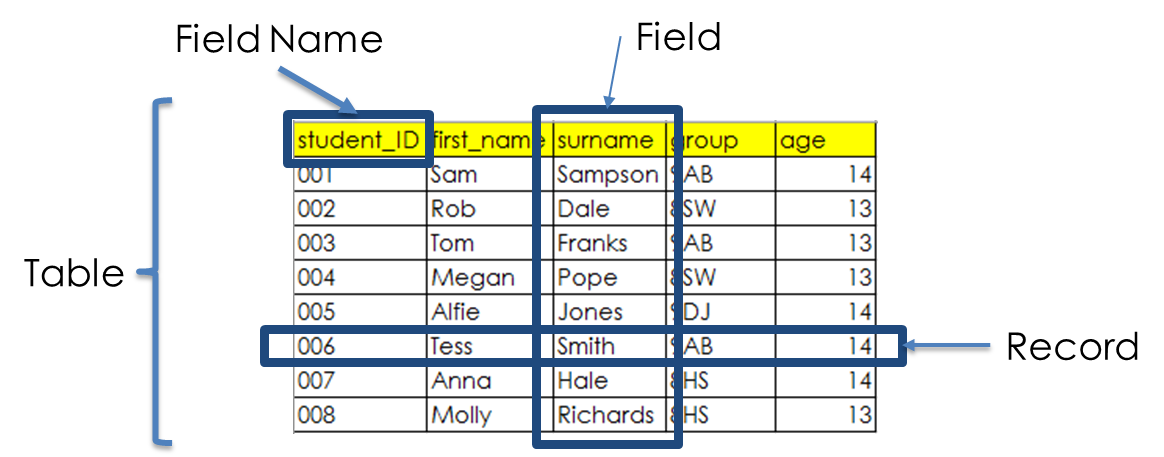 Field Name
Field
student_ID first_name surname group age
001 Sam Sampson 9AB 14
002 Rob Dale 8SW 13
003 Tom Franks 9AB 13
Table
004 Megan Pope 8SW 13
005 Alfie Jones 9DJ 14
006 Tess Smith 9AB 14
Record
007 Anna Hale 8HS 14
008 Molly Richards 8HS 13